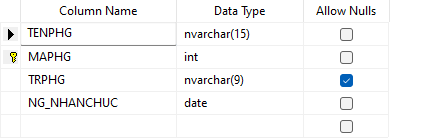 Column Name Data Type Allow Nulls
TENPHG nvarchar(15)
MAPHG int
TRPHG nvarchar(9)
NG_NHANCHUC date